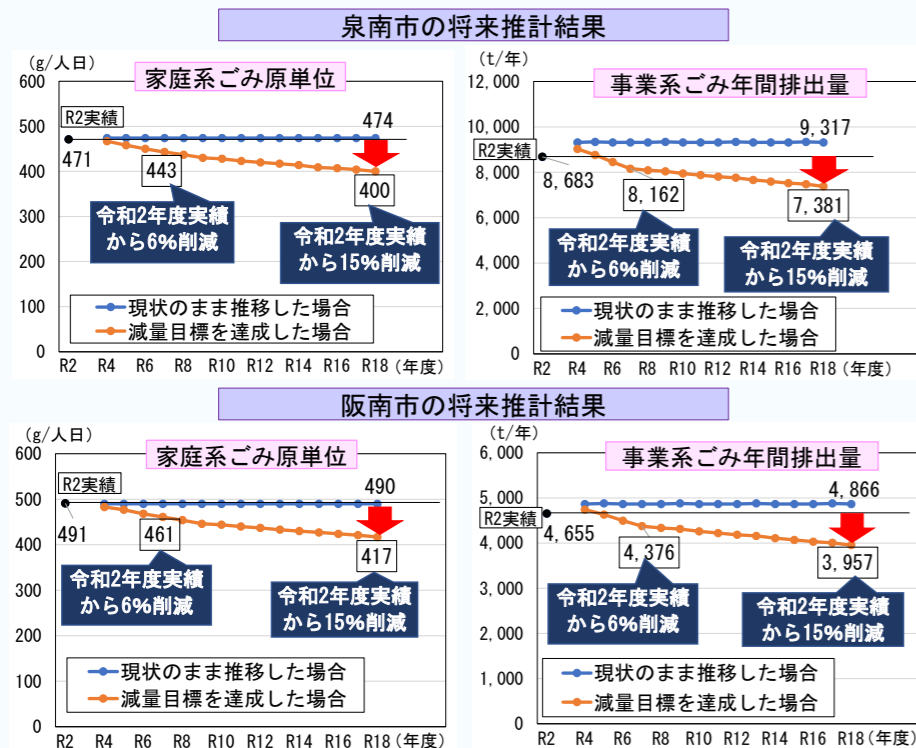 泉南市の将来推計結果
(g/人日)
家庭系ごみ原単位
600
500
400
300
200
100
0
R2実績
471
474
443
400
令和2年度実績
から6%削減
令和2年度実績
から15%削減
現状のまま推移した場合
減量目標を達成した場合
R2 R4 R6 R8 R10 R12 R14 R16 R18 (年度)
(t/年)
事業系ごみ年間排出量
12,000
10,000
8,000
6,000
4,000
2,000
0
R2実績
8,683
9,317
8,162
7,381
令和2年度実績
から6%削減
令和2年度実績
から15%削減
現状のまま推移した場合
減量目標を達成した場合
R2 R4 R6 R8 R10 R12 R14 R16 R18 (年度)
阪南市の将来推計結果
(g/人日)
家庭系ごみ原単位
600
500
400
300
200
100
0
R2実績
491
490
461
417
令和2年度実績
から6%削減
令和2年度実績
から15%削減
現状のまま推移した場合
減量目標を達成した場合
R2 R4 R6 R8 R10 R12 R14 R16 R18 (年度)
(t/年)
事業系ごみ年間排出量
6,000
5,000
4,000
3,000
2,000
1,000
0
R2実績
4,655
4,866
4,376
3,957
令和2年度実績
から6%削減
令和2年度実績
から15%削減
現状のまま推移した場合
減量目標を達成した場合
R2 R4 R6 R8 R10 R12 R14 R16 R18 (年度)